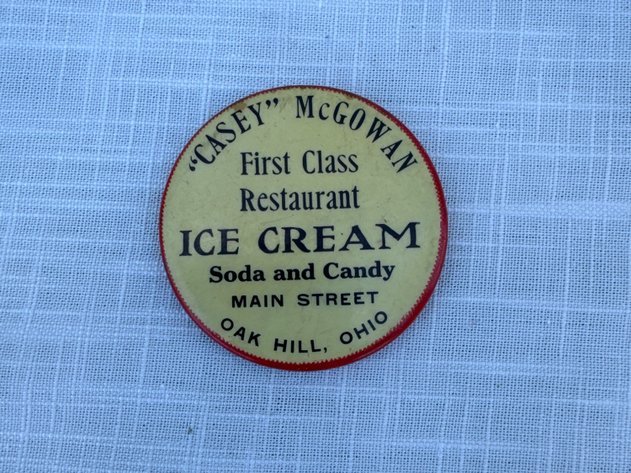 "CASEY" McGOWAN
First Class
Restaurant
ICE CREAM
Soda and Candy
MAIN STREET
OAK HILL, OHIO